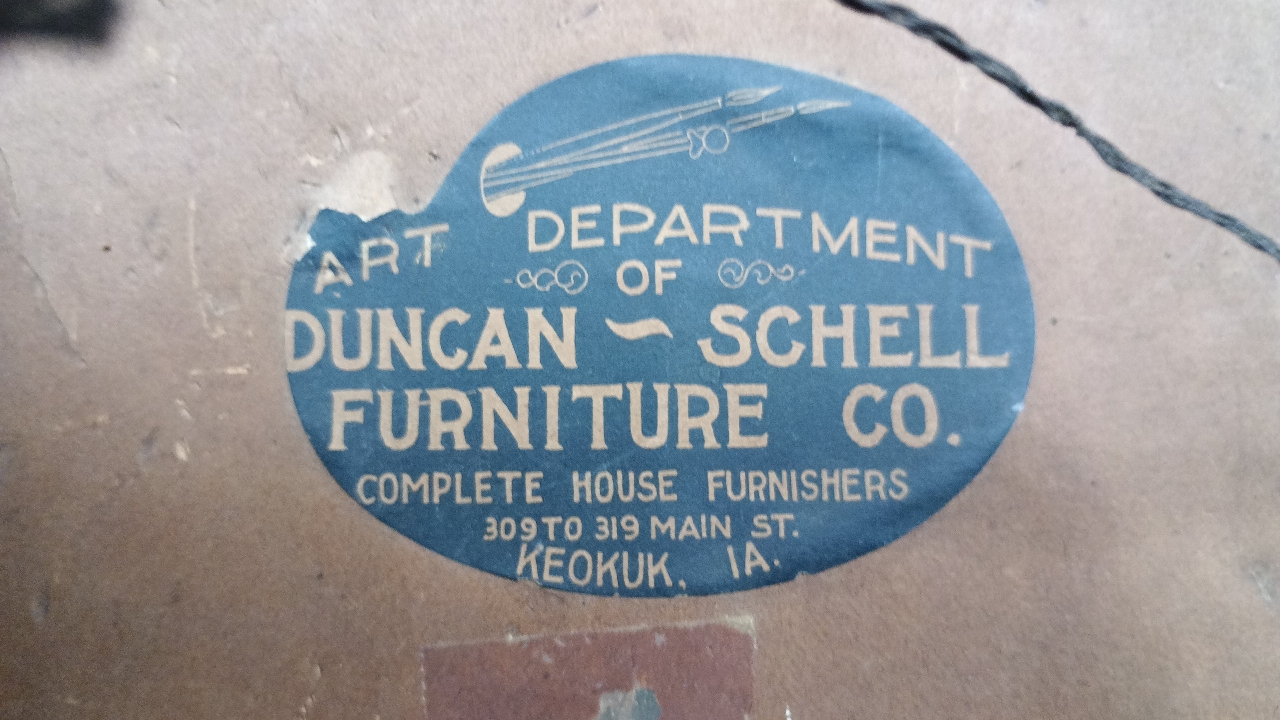 ART DEPARTMENT
OF
DUNCAN ~ SCHELL
FURNITURE CO.
COMPLETE HOUSE FURNISHERS
309 TO 319 MAIN ST.
KEOKUK, IA.